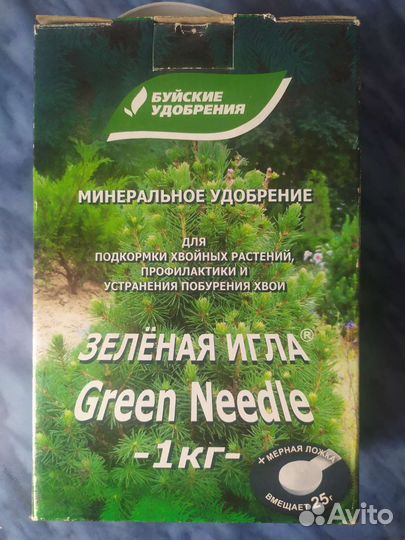 БУЙСКИЕ
УДОБРЕНИЯ
МИНЕРАЛЬНОЕ УДОБРЕНИЕ
ДЛЯ
ПОДКОРМКИ ХВОЙНЫХ РАСТЕНИЙ,
ПРОФИЛАКТИКИ И
УСТРАНЕНИЯ ПОБУРЕНИЯ ХВОИ
ЗЕЛЁНАЯ ИГЛА®
Green Needle
-1кг-
+ МЕРНАЯ ЛОЖКА
ВМЕЩАЕТ 25г
Avito